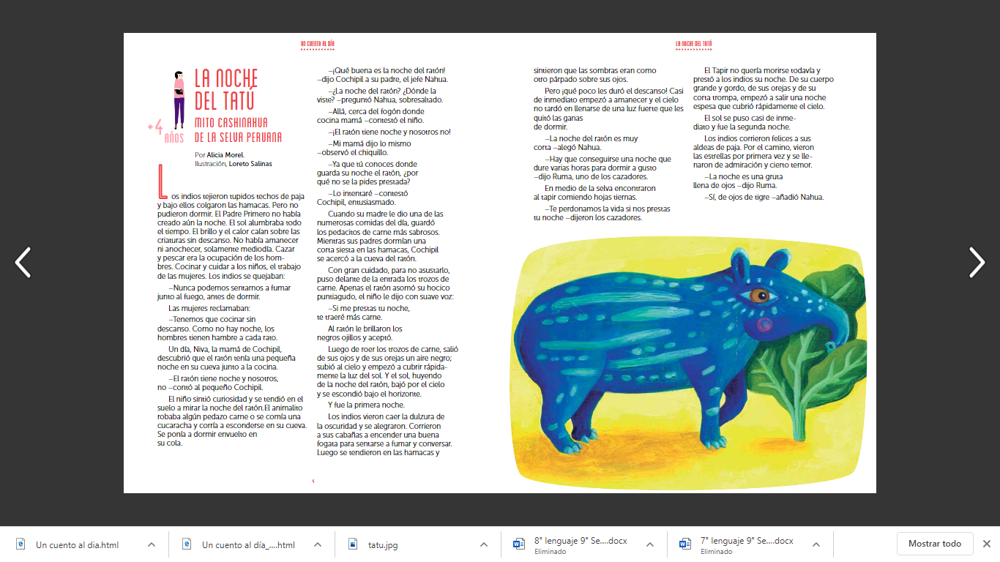 UN CUENTO AL DÍA
LA NOCHE DEL TATÚ
LA NOCHE
DEL TATÚ
MITO CASHINAHUA
DE LA SELVA PERUANA
+4
AÑOS
Por Alicia Morel.
Ilustración, Loreto Salinas
Los indios tejieron tupidos techos de paja
y bajo ellos colgaron las hamacas. Pero no
pudieron dormir. El Padre Primero no había
creado aún la noche. El sol alumbraba todo
el tiempo. El brillo y el calor caían sobre las
criaturas sin descanso. No había amanecer
ni anochecer, solamente mediodía. Cazar
y pescar era la ocupación de los hom-
bres. Cocinar y cuidar a los niños, el trabajo
de las mujeres. Los indios se quejaban:
–Nunca podemos sentarnos a fumar
junto al fuego, antes de dormir.
Las mujeres reclamaban:
–Tenemos que cocinar sin
descanso. Como no hay noche, los
hombres tienen hambre a cada rato.
Un día, Niva, la mamá de Cochipil,
descubrió que el ratón tenía una pequeña
noche en su cueva junto a la cocina.
–El ratón tiene noche y nosotros,
no –contó al pequeño Cochipil.
El niño sintió curiosidad y se tendió en el
suelo a mirar la noche del ratón.El animalito
robaba algún pedazo carne o se comía una
cucaracha y corría a esconderse en su cueva.
Se ponía a dormir envuelto en
su cola.
–¡Qué buena es la noche del ratón!
–dijo Cochipil a su padre, el jefe Nahua.
–¿La noche del ratón? ¿Dónde la
viste? –preguntó Nahua, sobresaltado.
–Allá, cerca del fogón donde
cocina mamá –contestó el niño.
–¡El ratón tiene noche y nosotros no!
–Mi mamá dijo lo mismo
–observó el chiquillo.
–Ya que tú conoces donde
guarda su noche el ratón, ¿por
qué no se la pides prestada?
–Lo intentaré –contestó
Cochipil, entusiasmado.
Cuando su madre le dio una de las
numerosas comidas del día, guardó
los pedacitos de carne más sabrosos.
Mientras sus padres dormían una
corta siesta en las hamacas, Cochipil
se acercó a la cueva del ratón.
Con gran cuidado, para no asustarlo,
puso delante de la entrada los trozos de
carne. Apenas el ratón asomó su hocico
puntiagudo, el niño le dijo con suave voz:
–Si me prestas tu noche,
te traeré más carne.
Al ratón le brillaron los
negros ojillos y aceptó.
Luego de roer los trozos de carne, salió
de sus ojos y de sus orejas un aire negro;
subió al cielo y empezó a cubrir rápida-
mente la luz del sol. Y el sol, huyendo
de la noche del ratón, bajó por el cielo
y se escondió bajo el horizonte.
Y fue la primera noche.
Los indios vieron caer la dulzura de
la oscuridad y se alegraron. Corrieron
a sus cabañas a encender una buena
fogata para sentarse a fumar y conversar.
Luego se tendieron en las hamacas y
sintieron que las sombras eran como
otro párpado sobre sus ojos.
Pero ¡qué poco les duró el descanso! Casi
de inmediato empezó a amanecer y el cielo
no tardó en llenarse de una luz fuerte que les
quitó las ganas
de dormir.
–La noche del ratón es muy
corta –alegó Nahua.
–Hay que conseguirse una noche que
dure varias horas para dormir a gusto
–dijo Ruma, uno de los cazadores.
En medio de la selva encontraron
al tapir comiendo hojas tiernas.
–Te perdonamos la vida si nos prestas
tu noche –dijeron los cazadores.
El Tapir no quería morirse todavía y
prestó a los indios su noche. De su cuerpo
grande y gordo, de sus orejas y de su
corta trompa, empezó a salir una noche
espesa que cubrió rápidamente el cielo.
El sol se puso casi de inme-
diato y fue la segunda noche.
Los indios corrieron felices a sus
aldeas de paja. Por el camino, vieron
las estrellas por primera vez y se lle-
naron de admiración y cierto temor.
–La noche es una gruta
llena de ojos –dijo Ruma.
–Sí, de ojos de tigre –añadió Nahua.
Un cuento al dia.html
Un cuento al día_....html
tatu.jpg
8° lenguaje 9° Se....docx
Eliminado
7° lenguaje 9° Se....docx
Eliminado
Mostrar todo